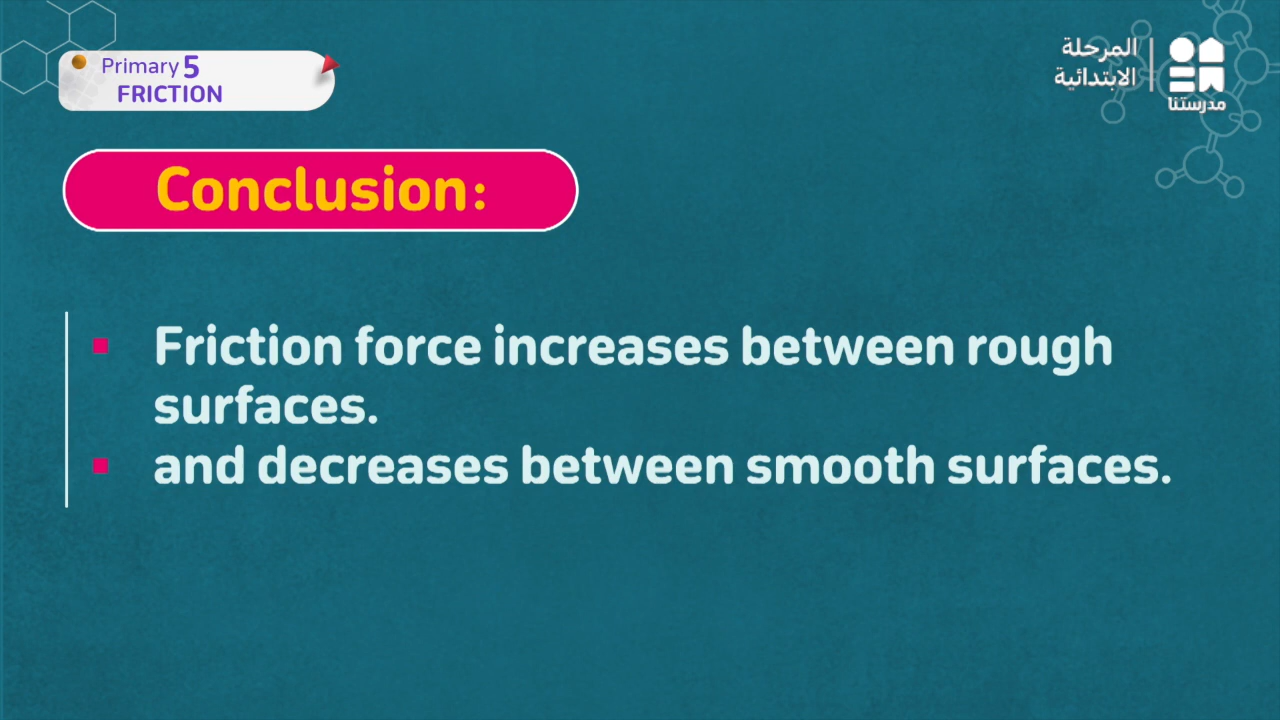 Primary 5
FRICTION
المرحلة
الابتدائية
مدرستنا
Conclusion:
Friction force increases between rough
surfaces.
and decreases between smooth surfaces.